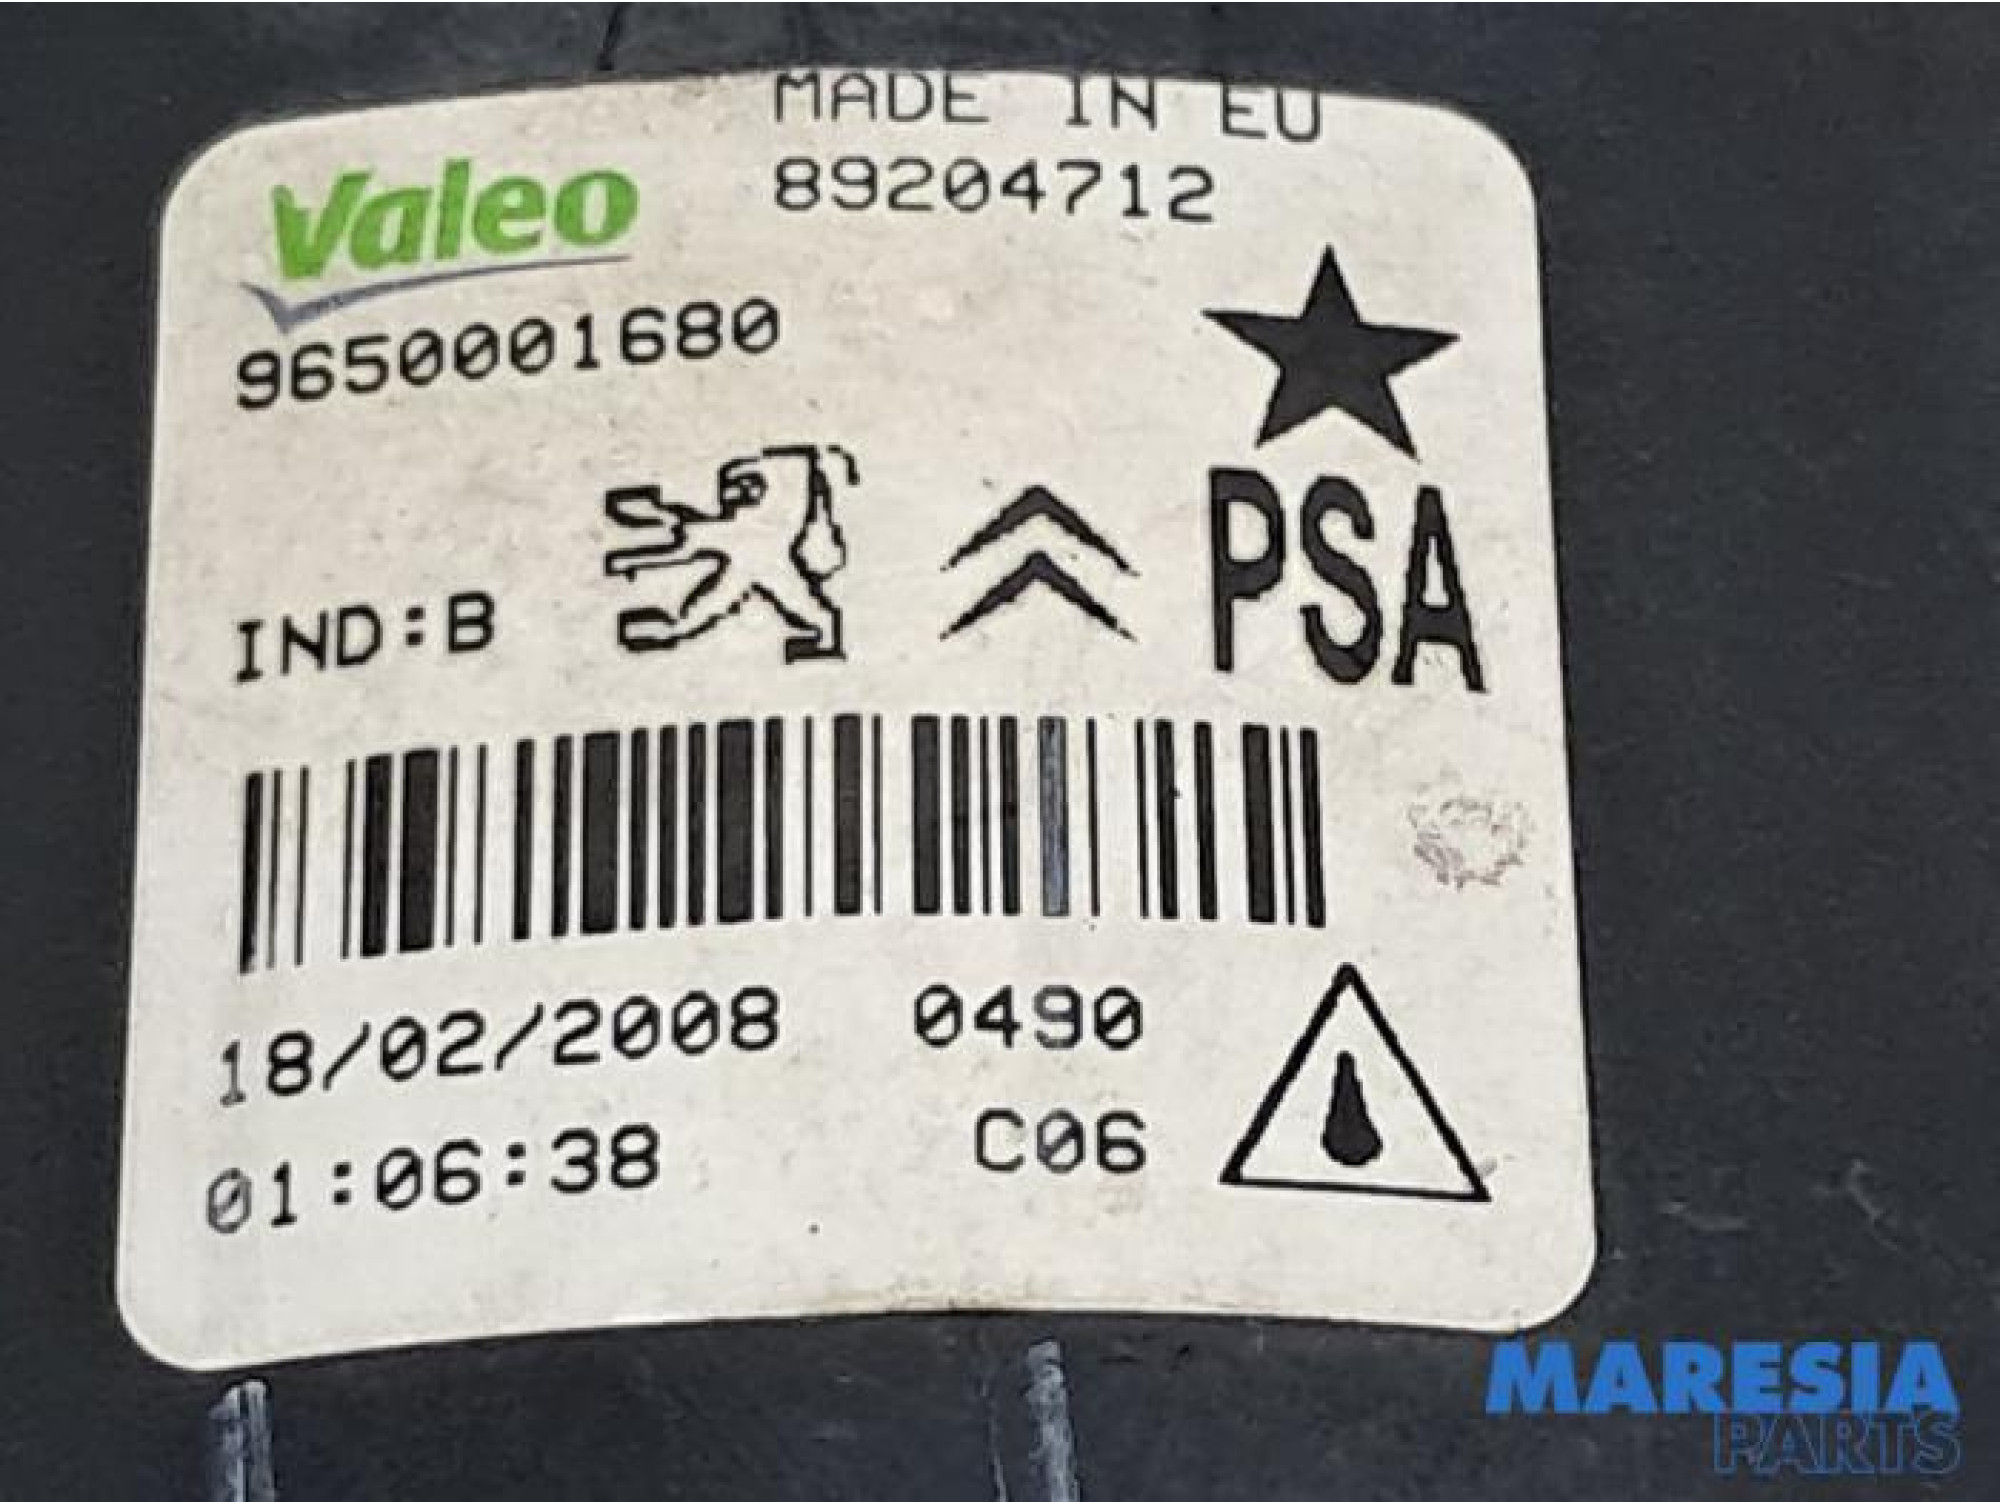 MADE IN EU
Valeo
89204712
9650001680
PSA
IND:B
18/02/2008 0490
01:06:38 C06
MARESIA
PARTS